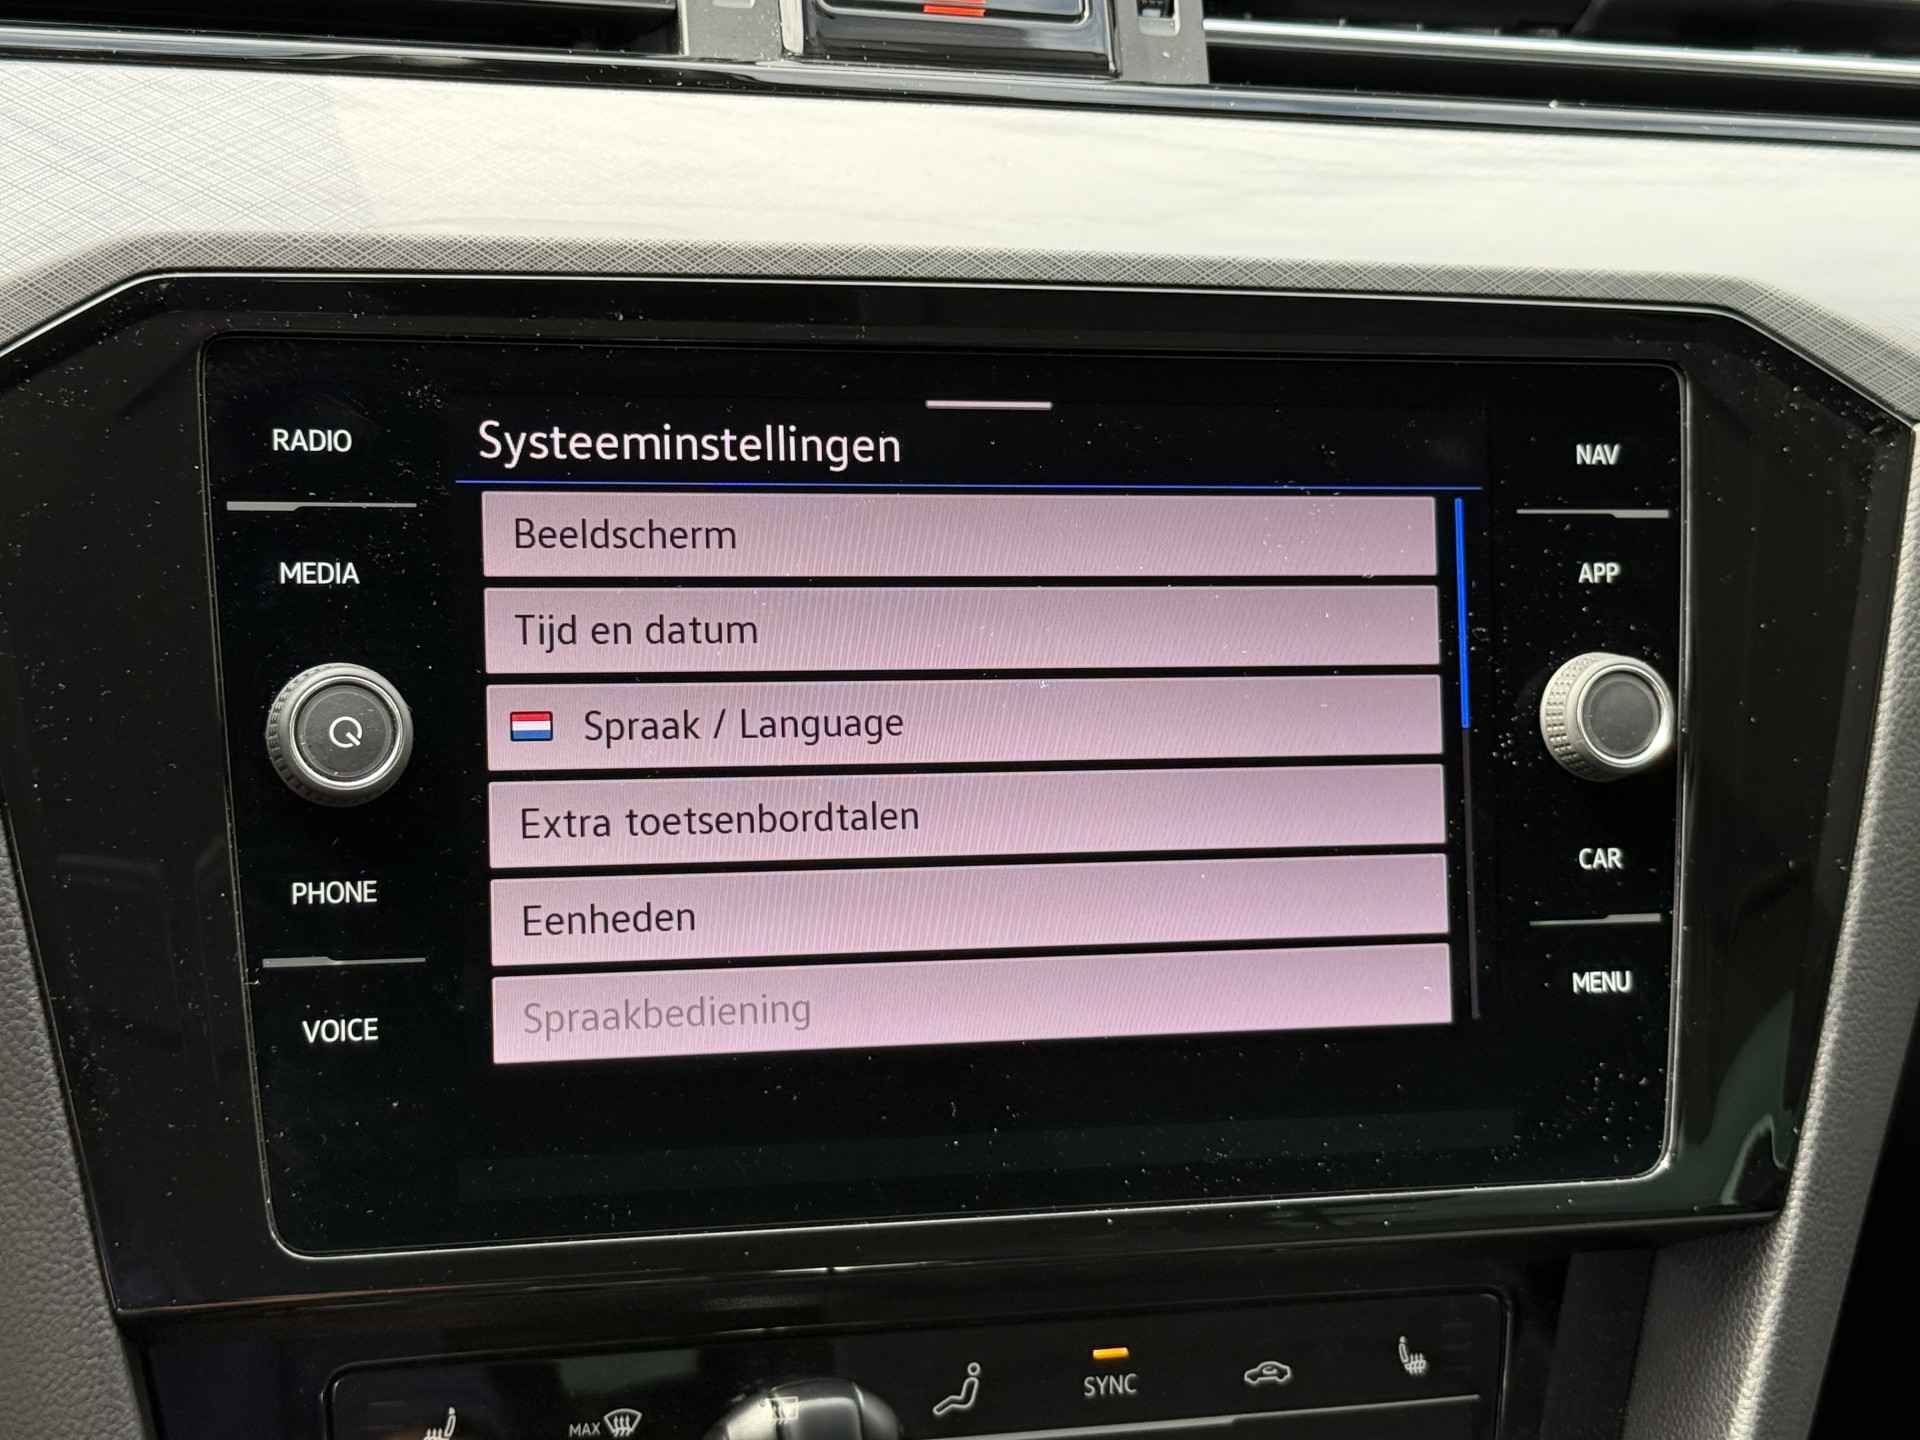 RADIO
MEDIA
PHONE
VOICE
Systeeminstellingen
Beeldscherm
Tijd en datum
Spraak / Language
Extra toetsenbordtalen
Eenheden
Spraakbediening
NAV
APP
CAR
MENU
MAX
SYNC